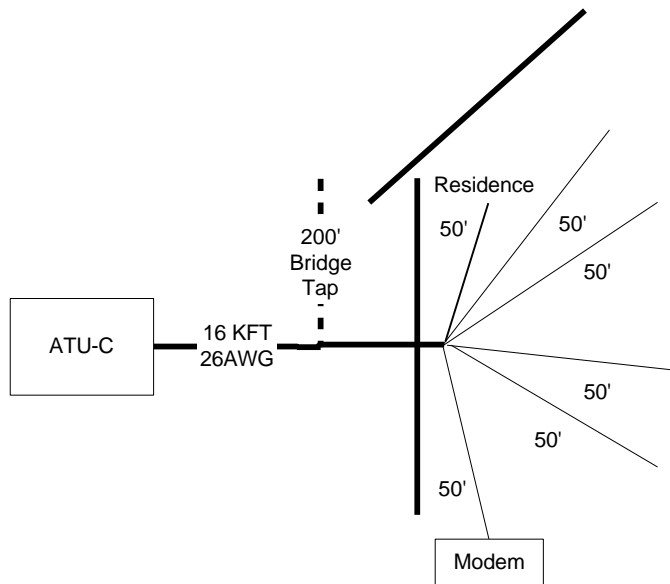 Residence
50'
50'
50'
200'
Bridge
Tap
ATU-C
16 KFT
26AWG
50'
50'
50'
Modem